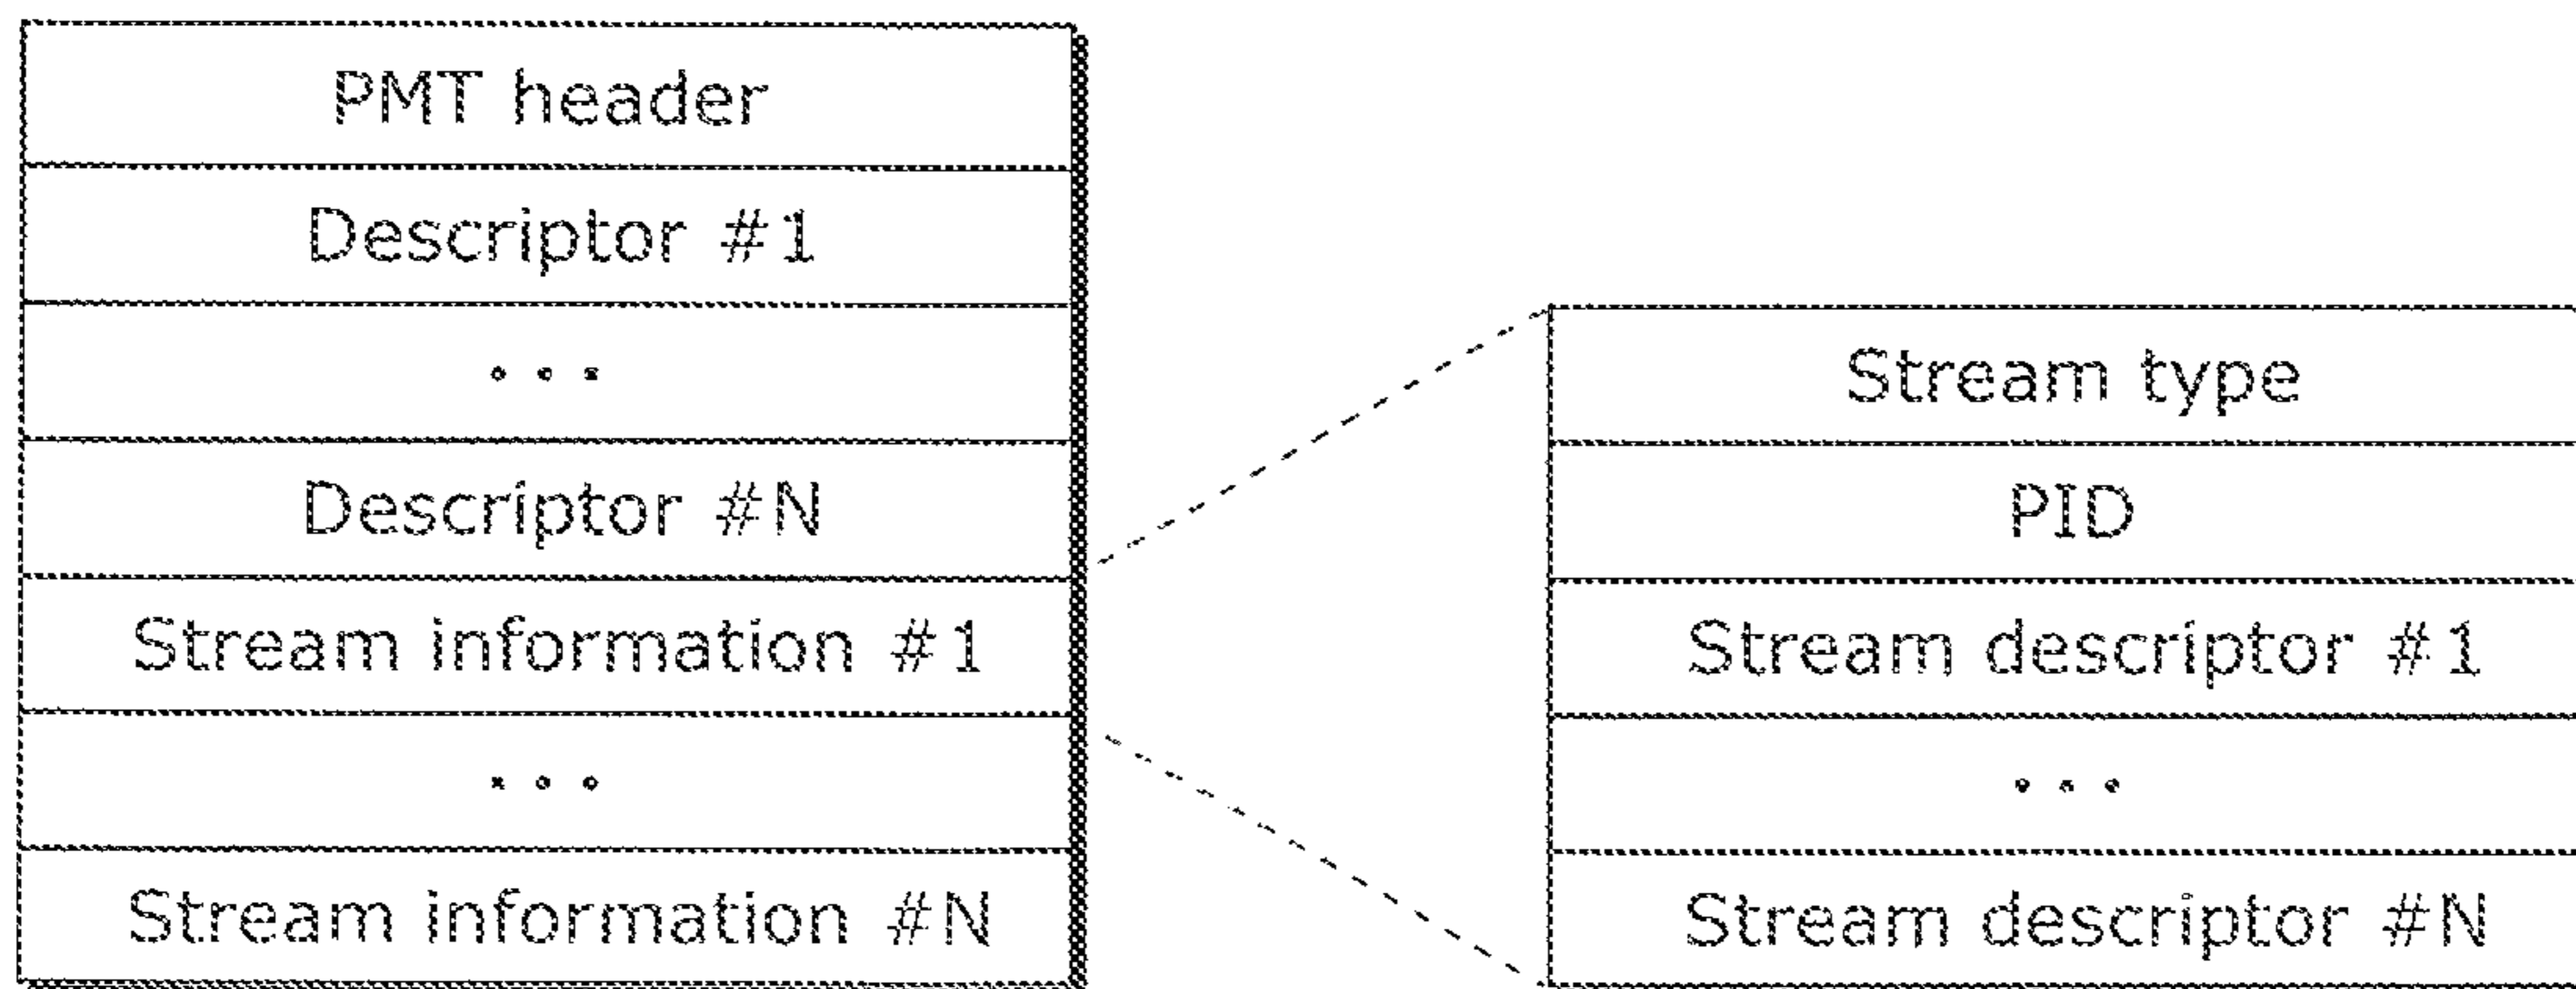 PMT header
Descriptor #1
...
Descriptor #N
Stream information #1
...
Stream information #N
Stream type
PID
Stream descriptor #1
...
Stream descriptor #N